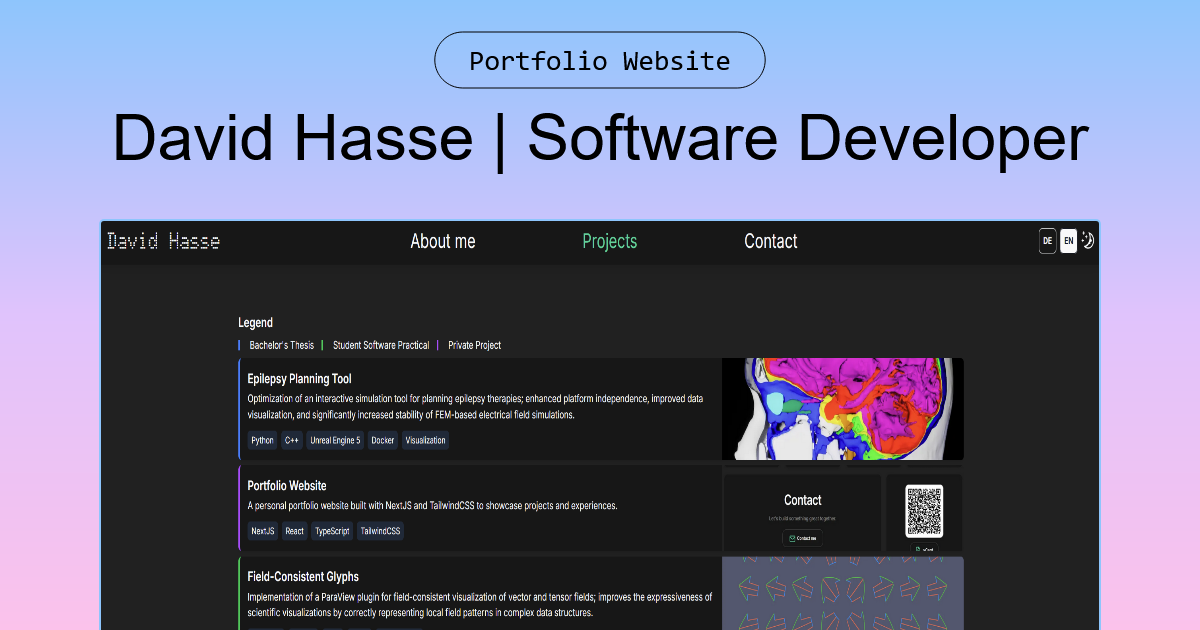 Portfolio Website
David Hasse | Software Developer
David Hasse
About me
Projects
Contact
DE
EN
Legend
Bachelor's Thesis
Student Software Practical
Private Project
Epilepsy Planning Tool
Optimization of an interactive simulation tool for planning epilepsy therapies; enhanced platform independence, improved data
visualization, and significantly increased stability of FEM-based electrical field simulations.
Python
C++
Unreal Engine 5
Docker
Visualization
Portfolio Website
A personal portfolio website built with NextJS and TailwindCSS to showcase projects and experiences.
NextJS
React
TypeScript
TailwindCSS
Contact
Let's build something great together
Contact me
vCard
Field-Consistent Glyphs
Implementation of a ParaView plugin for field-consistent visualization of vector and tensor fields; improves the expressiveness of
scientific visualizations by correctly representing local field patterns in complex data structures.